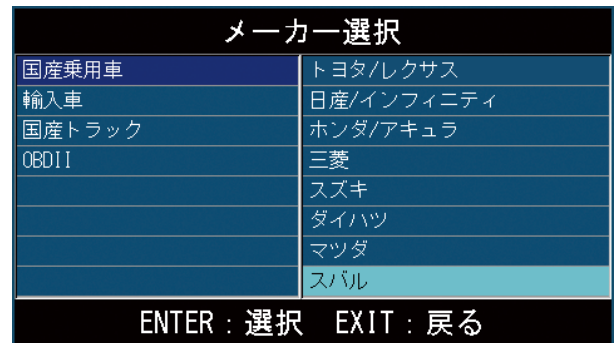 メーカー選択
国産乗用車
輸入車
国産トラック
OBDII
トヨタ/レクサス
日産/インフィニティ
ホンダ/アキュラ
三菱
スズキ
ダイハツ
マツダ
スバル
ENTER：選択　EXIT：戻る